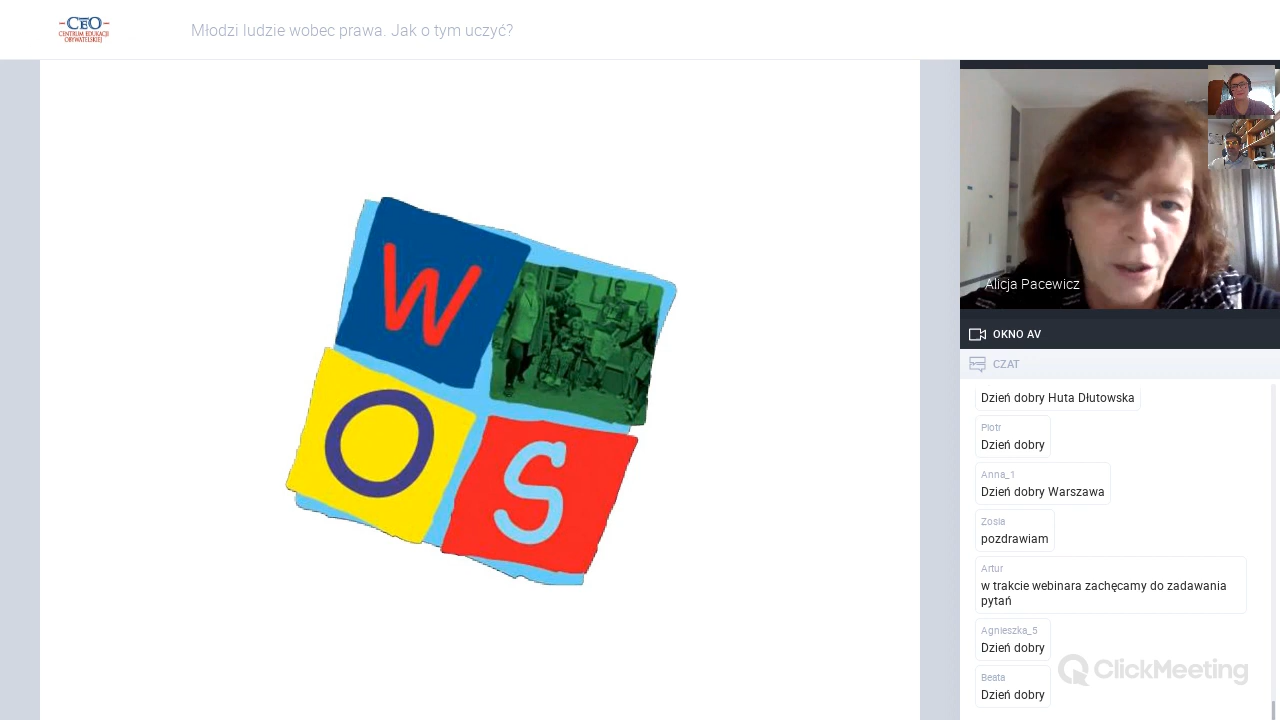 CEO
CENTRUM EDUKACJI
OBYWATELSKIEJ
Młodzi ludzie wobec prawa. Jak o tym uczyć?
W
O S
Alicja Pacewicz
OKNO AV
CZAT
Dzień dobry Huta Dłutowska
Piotr
Dzień dobry
Anna_1
Dzień dobry Warszawa
Zosia
pozdrawiam
Artur
w trakcie webinara zachęcamy do zadawania
pytań
Agnieszka_5
Dzień dobry
Beata
Dzień dobry
ClickMeeting